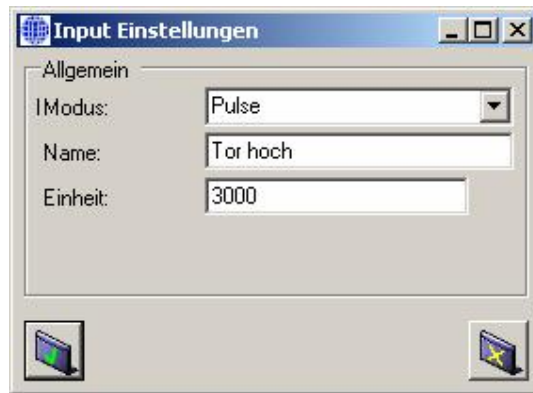 Input Einstellungen
Allgemein
IModus: Pulse
Name: Tor hoch
Einheit: 3000